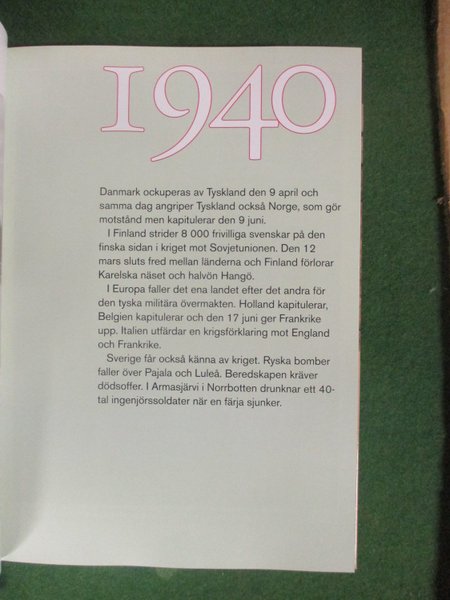 1940
Danmark ockuperas av Tyskland den 9 april och
samma dag angriper Tyskland också Norge, som gör
motstånd men kapitulerar den 9 juni.
I Finland strider 8 000 frivilliga svenskar på den
finska sidan i kriget mot Sovjetunionen. Den 12
mars sluts fred mellan länderna och Finland förlorar
Karelska näset och halvön Hangö.
I Europa faller det ena landet efter det andra för
den tyska militära övermakten. Holland kapitulerar,
Belgien kapitulerar och den 17 juni ger Frankrike
upp. Italien utfärdar en krigsförklaring mot England
och Frankrike.
Sverige får också känna av kriget. Ryska bomber
faller över Pajala och Luleå. Beredskapen kräver
dödsoffer. I Armasjärvi i Norrbotten drunknar ett 40-
tal ingenjörssoldater när en färja sjunker.